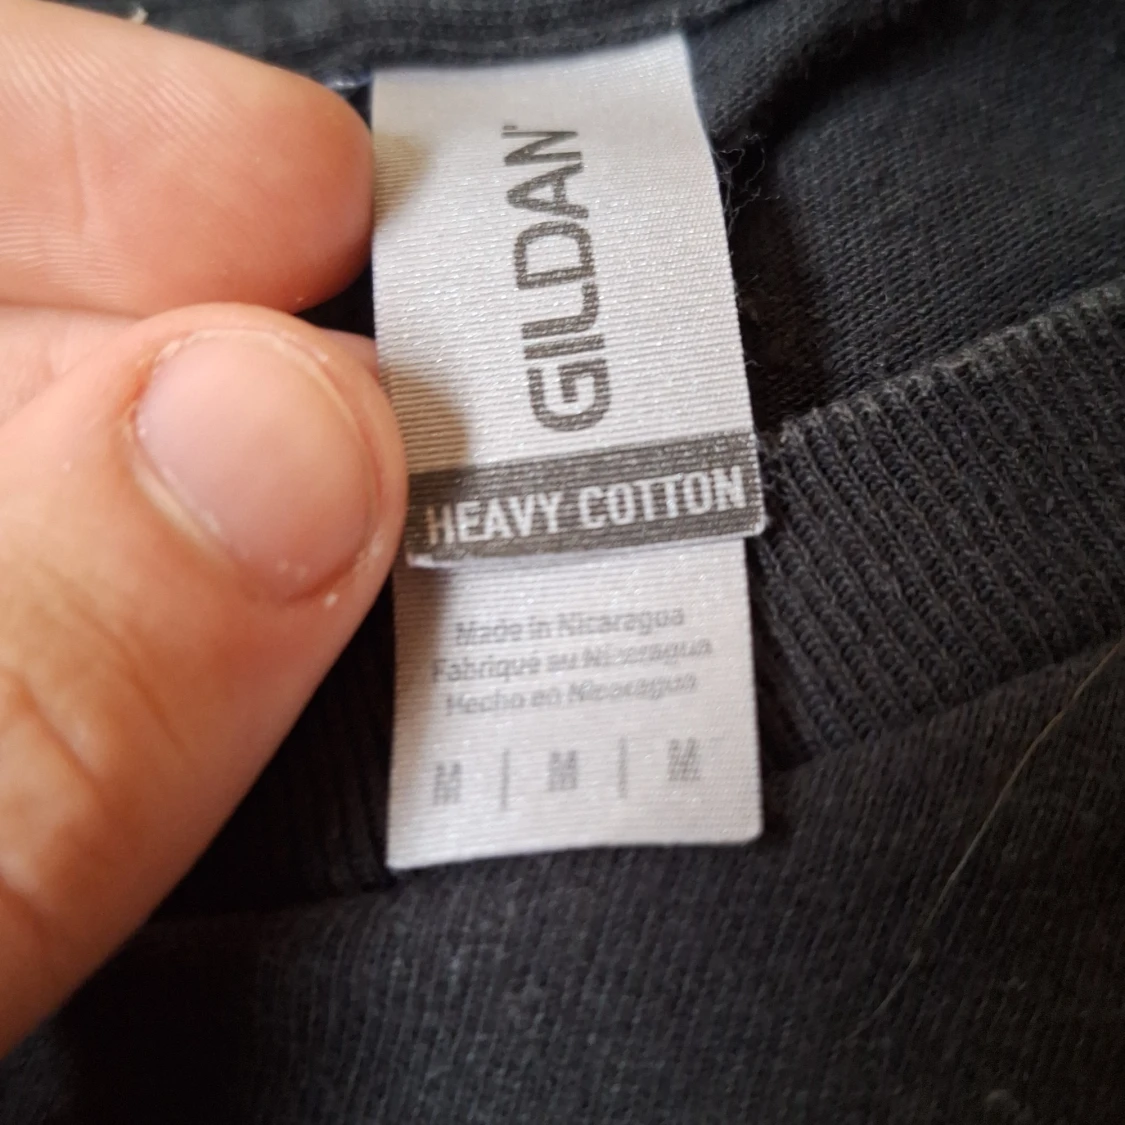 GILDAN
HEAVY COTTON
Made in Nicaragua
Fabriqué au Nicaragua
Hecho en Nicaragua
M | M | M